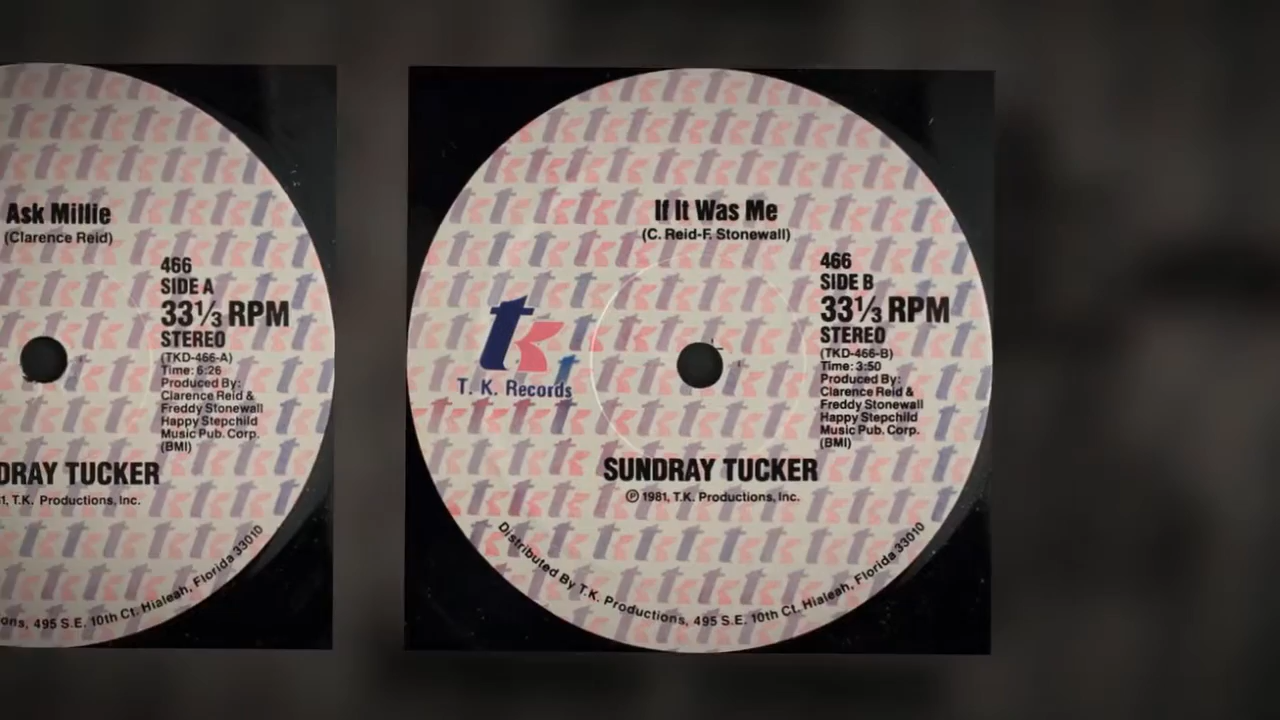 Ask Millie
(Clarence Reid)
466
SIDE A
33⅓ RPM
STEREO
(TKD-466-A)
Time: 6:26
Produced By:
Clarence Reid &
Freddy Stonewall
Happy Stepchild
Music Pub. Corp.
(BMI)
DRAY TUCKER
1, T.K. Productions, Inc.
ons, 495 S.E. 10th Ct. Hialeah, Florida 33010
If It Was Me
(C. Reid-F. Stonewall)
466
SIDE B
33⅓ RPM
STEREO
(TKD-466-B)
Time: 3:50
Produced By:
Clarence Reid &
Freddy Stonewall
Happy Stepchild
Music Pub. Corp.
(BMI)
tk
T. K. Records
SUNDRAY TUCKER
℗ 1981, T.K. Productions, Inc.
Distributed By T.K. Productions, 495 S.E. 10th Ct. Hialeah, Florida 33010